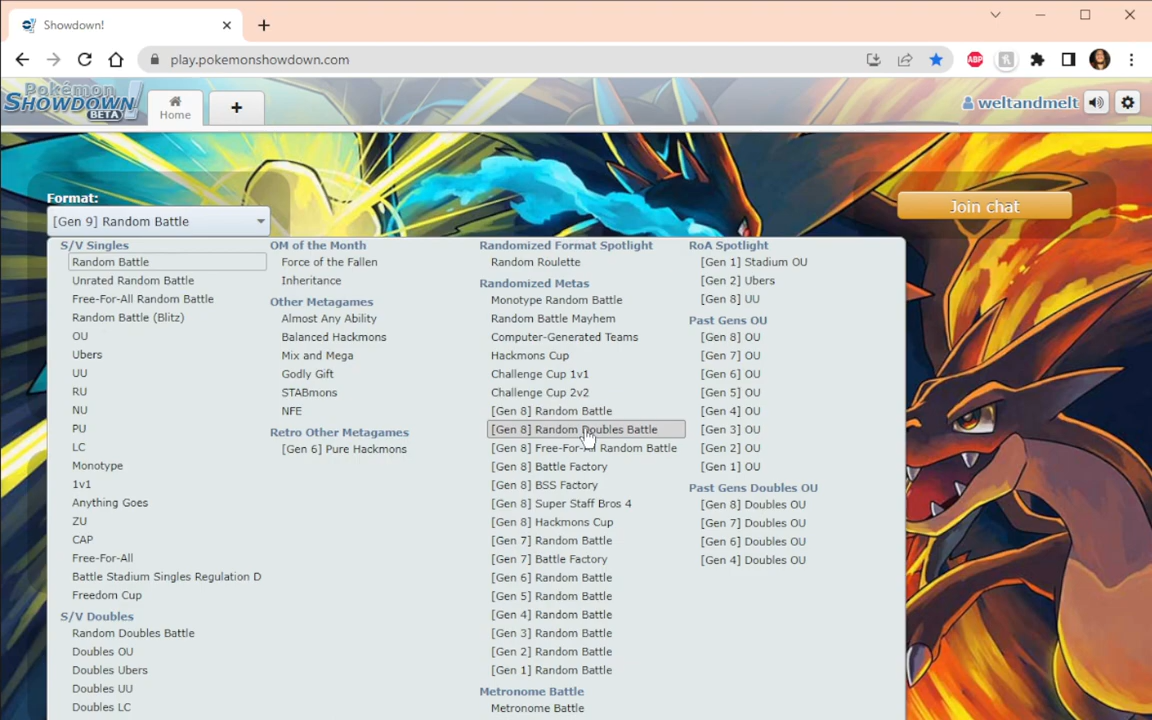 Showdown!
play.pokemonshowdown.com
ABP
Pokémon
SHOWDOWN!
BETA
Home
+
weltandmelt
Format:
[Gen 9] Random Battle
Join chat
S/V Singles
Random Battle
Unrated Random Battle
Free-For-All Random Battle
Random Battle (Blitz)
OU
Ubers
UU
RU
NU
PU
LC
Monotype
1v1
Anything Goes
ZU
CAP
Free-For-All
Battle Stadium Singles Regulation D
Freedom Cup
S/V Doubles
Random Doubles Battle
Doubles OU
Doubles Ubers
Doubles UU
Doubles LC
OM of the Month
Force of the Fallen
Inheritance
Other Metagames
Almost Any Ability
Balanced Hackmons
Mix and Mega
Godly Gift
STABmons
NFE
Retro Other Metagames
[Gen 6] Pure Hackmons
Randomized Format Spotlight
Random Roulette
Randomized Metas
Monotype Random Battle
Random Battle Mayhem
Computer-Generated Teams
Hackmons Cup
Challenge Cup 1v1
Challenge Cup 2v2
[Gen 8] Random Battle
[Gen 8] Random Doubles Battle
[Gen 8] Free-For-All Random Battle
[Gen 8] Battle Factory
[Gen 8] BSS Factory
[Gen 8] Super Staff Bros 4
[Gen 8] Hackmons Cup
[Gen 7] Random Battle
[Gen 7] Battle Factory
[Gen 6] Random Battle
[Gen 5] Random Battle
[Gen 4] Random Battle
[Gen 3] Random Battle
[Gen 2] Random Battle
[Gen 1] Random Battle
Metronome Battle
Metronome Battle
RoA Spotlight
[Gen 1] Stadium OU
[Gen 2] Ubers
[Gen 8] UU
Past Gens OU
[Gen 8] OU
[Gen 7] OU
[Gen 6] OU
[Gen 5] OU
[Gen 4] OU
[Gen 3] OU
[Gen 2] OU
[Gen 1] OU
Past Gens Doubles OU
[Gen 8] Doubles OU
[Gen 7] Doubles OU
[Gen 6] Doubles OU
[Gen 4] Doubles OU